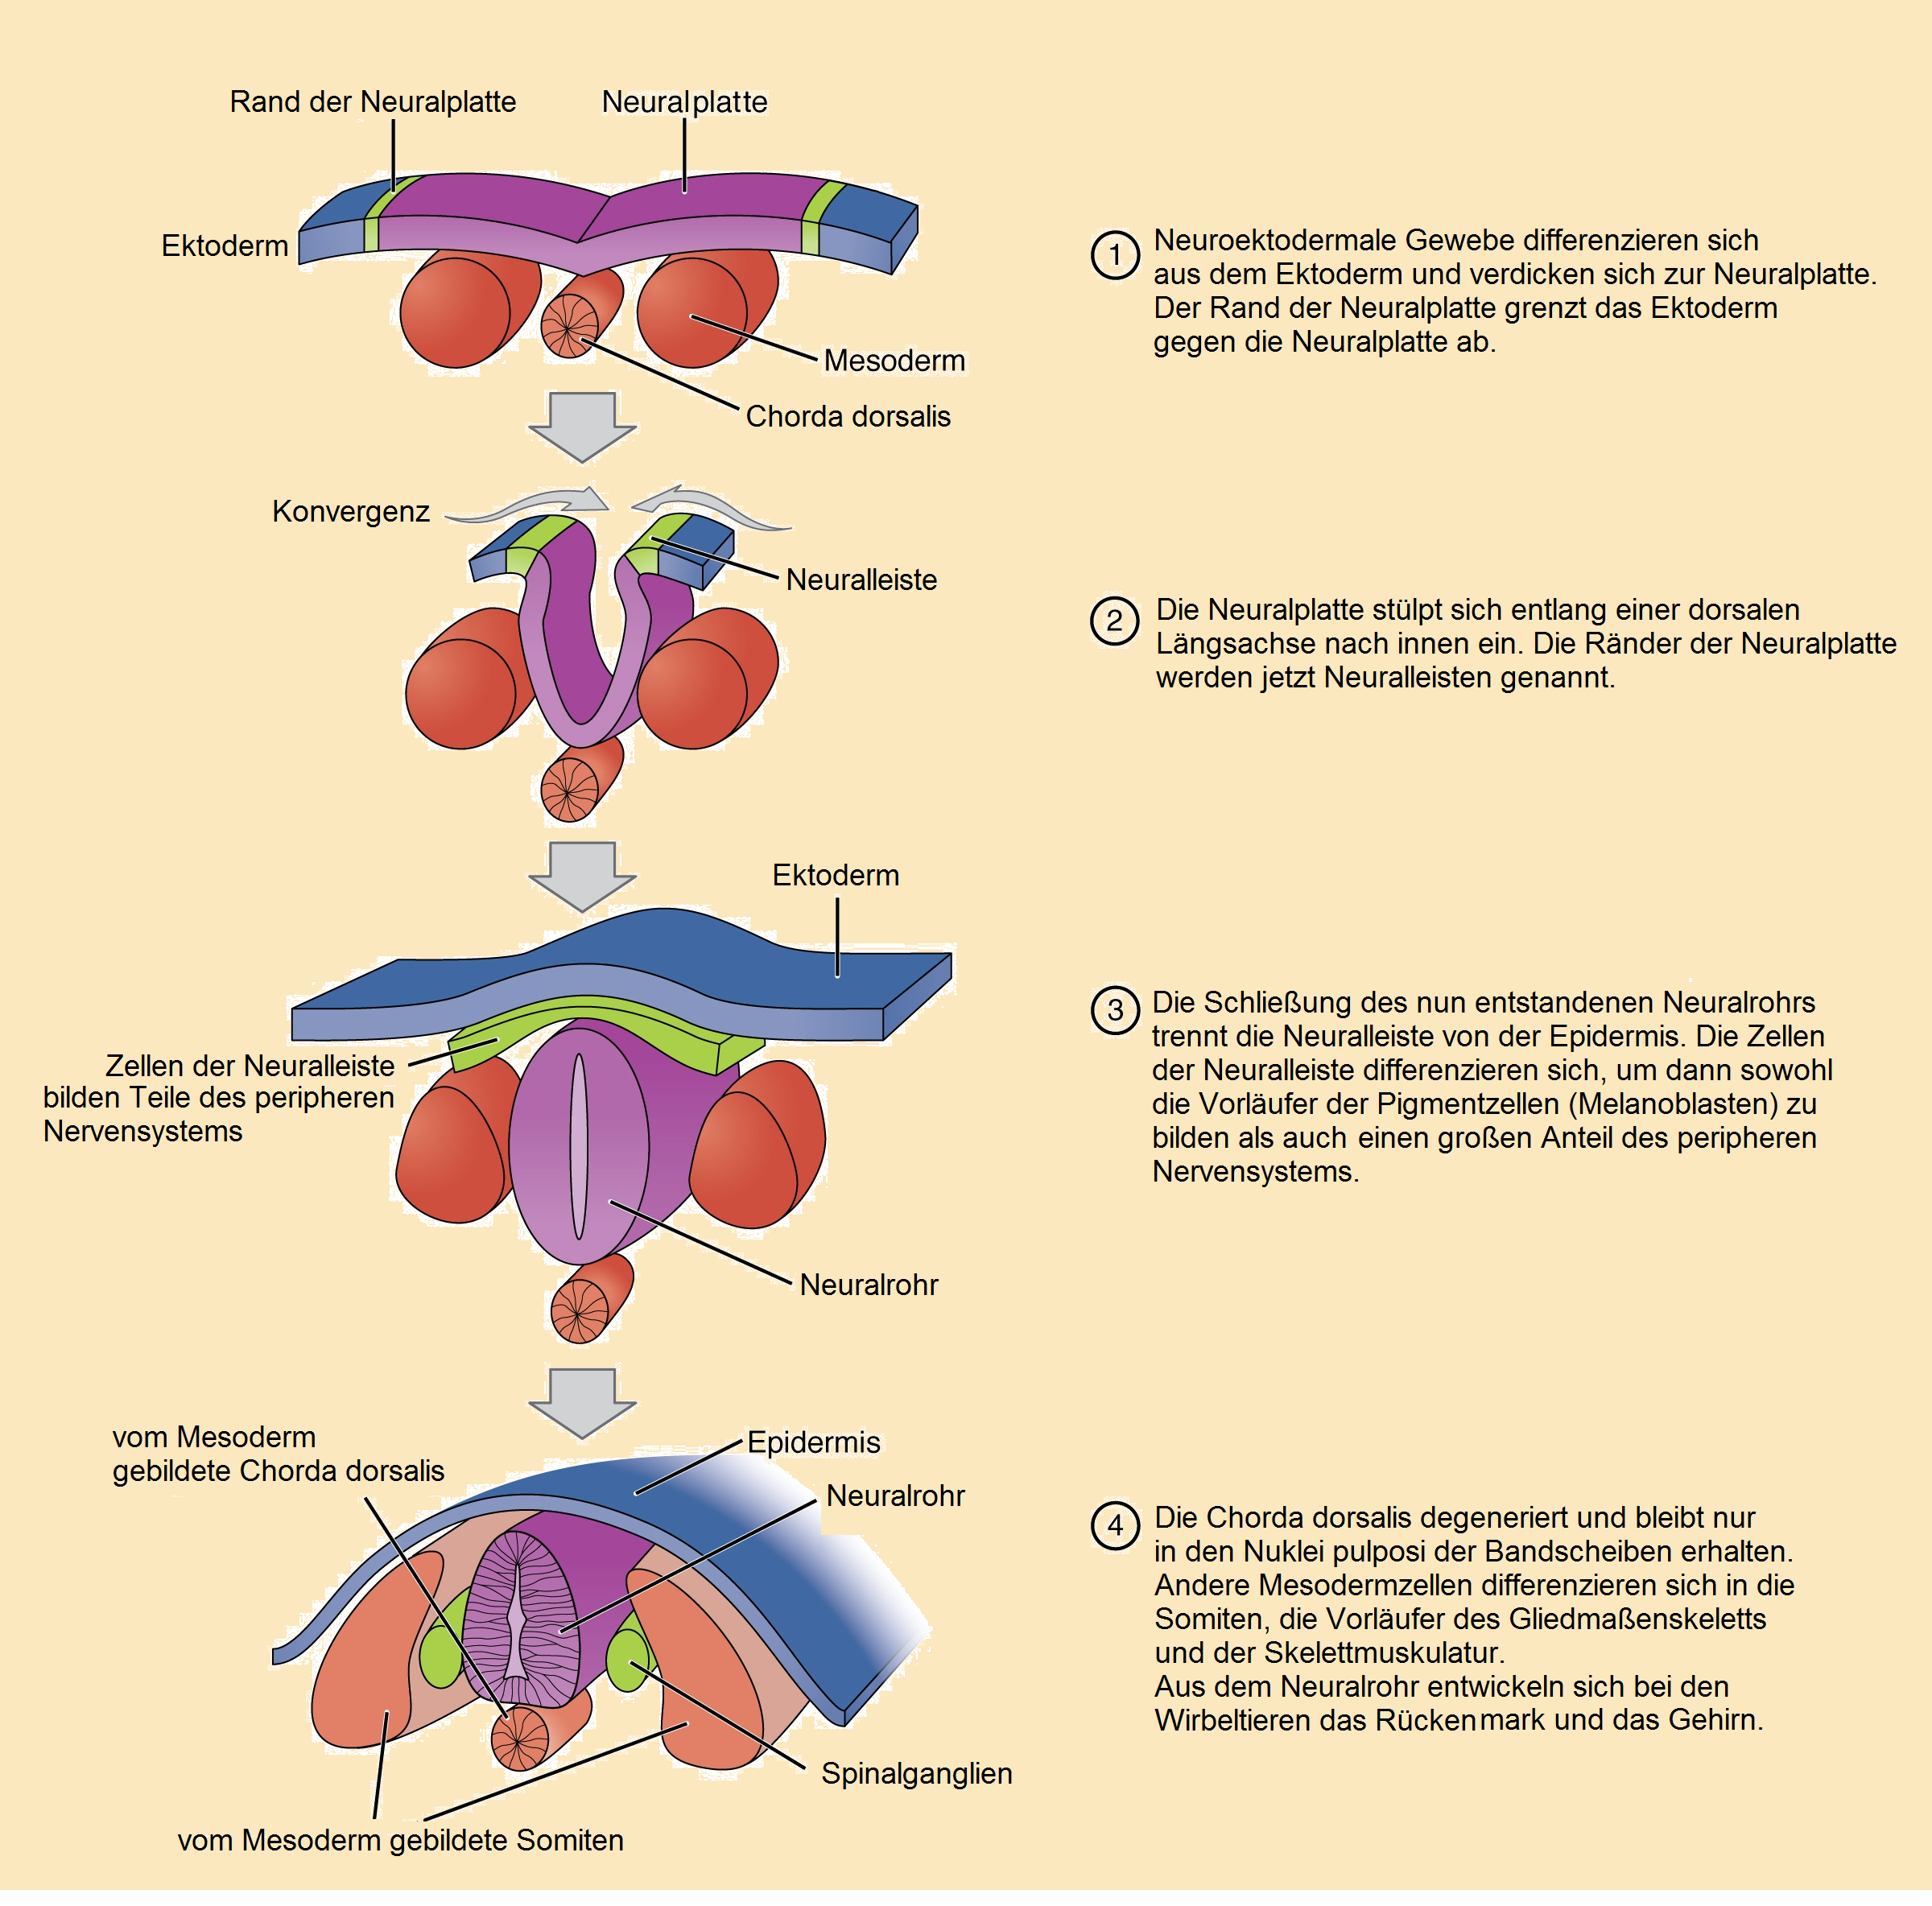 Rand der Neuralplatte
Neuralplatte
Ektoderm
Mesoderm
Chorda dorsalis
1
Neuroektodermale Gewebe differenzieren sich
aus dem Ektoderm und verdicken sich zur Neuralplatte.
Der Rand der Neuralplatte grenzt das Ektoderm
gegen die Neuralplatte ab.
Konvergenz
Neuralleiste
2
Die Neuralplatte stülpt sich entlang einer dorsalen
Längsachse nach innen ein. Die Ränder der Neuralplatte
werden jetzt Neuralleisten genannt.
Ektoderm
Zellen der Neuralleiste
bilden Teile des peripheren
Nervensystems
Neuralrohr
3
Die Schließung des nun entstandenen Neuralrohrs
trennt die Neuralleiste von der Epidermis. Die Zellen
der Neuralleiste differenzieren sich, um dann sowohl
die Vorläufer der Pigmentzellen (Melanoblasten) zu
bilden als auch einen großen Anteil des peripheren
Nervensystems.
vom Mesoderm
gebildete Chorda dorsalis
Epidermis
Neuralrohr
Spinalganglien
vom Mesoderm gebildete Somiten
4
Die Chorda dorsalis degeneriert und bleibt nur
in den Nuklei pulposi der Bandscheiben erhalten.
Andere Mesodermzellen differenzieren sich in die
Somiten, die Vorläufer des Gliedmaßenskeletts
und der Skelettmuskulatur.
Aus dem Neuralrohr entwickeln sich bei den
Wirbeltieren das Rückenmark und das Gehirn.